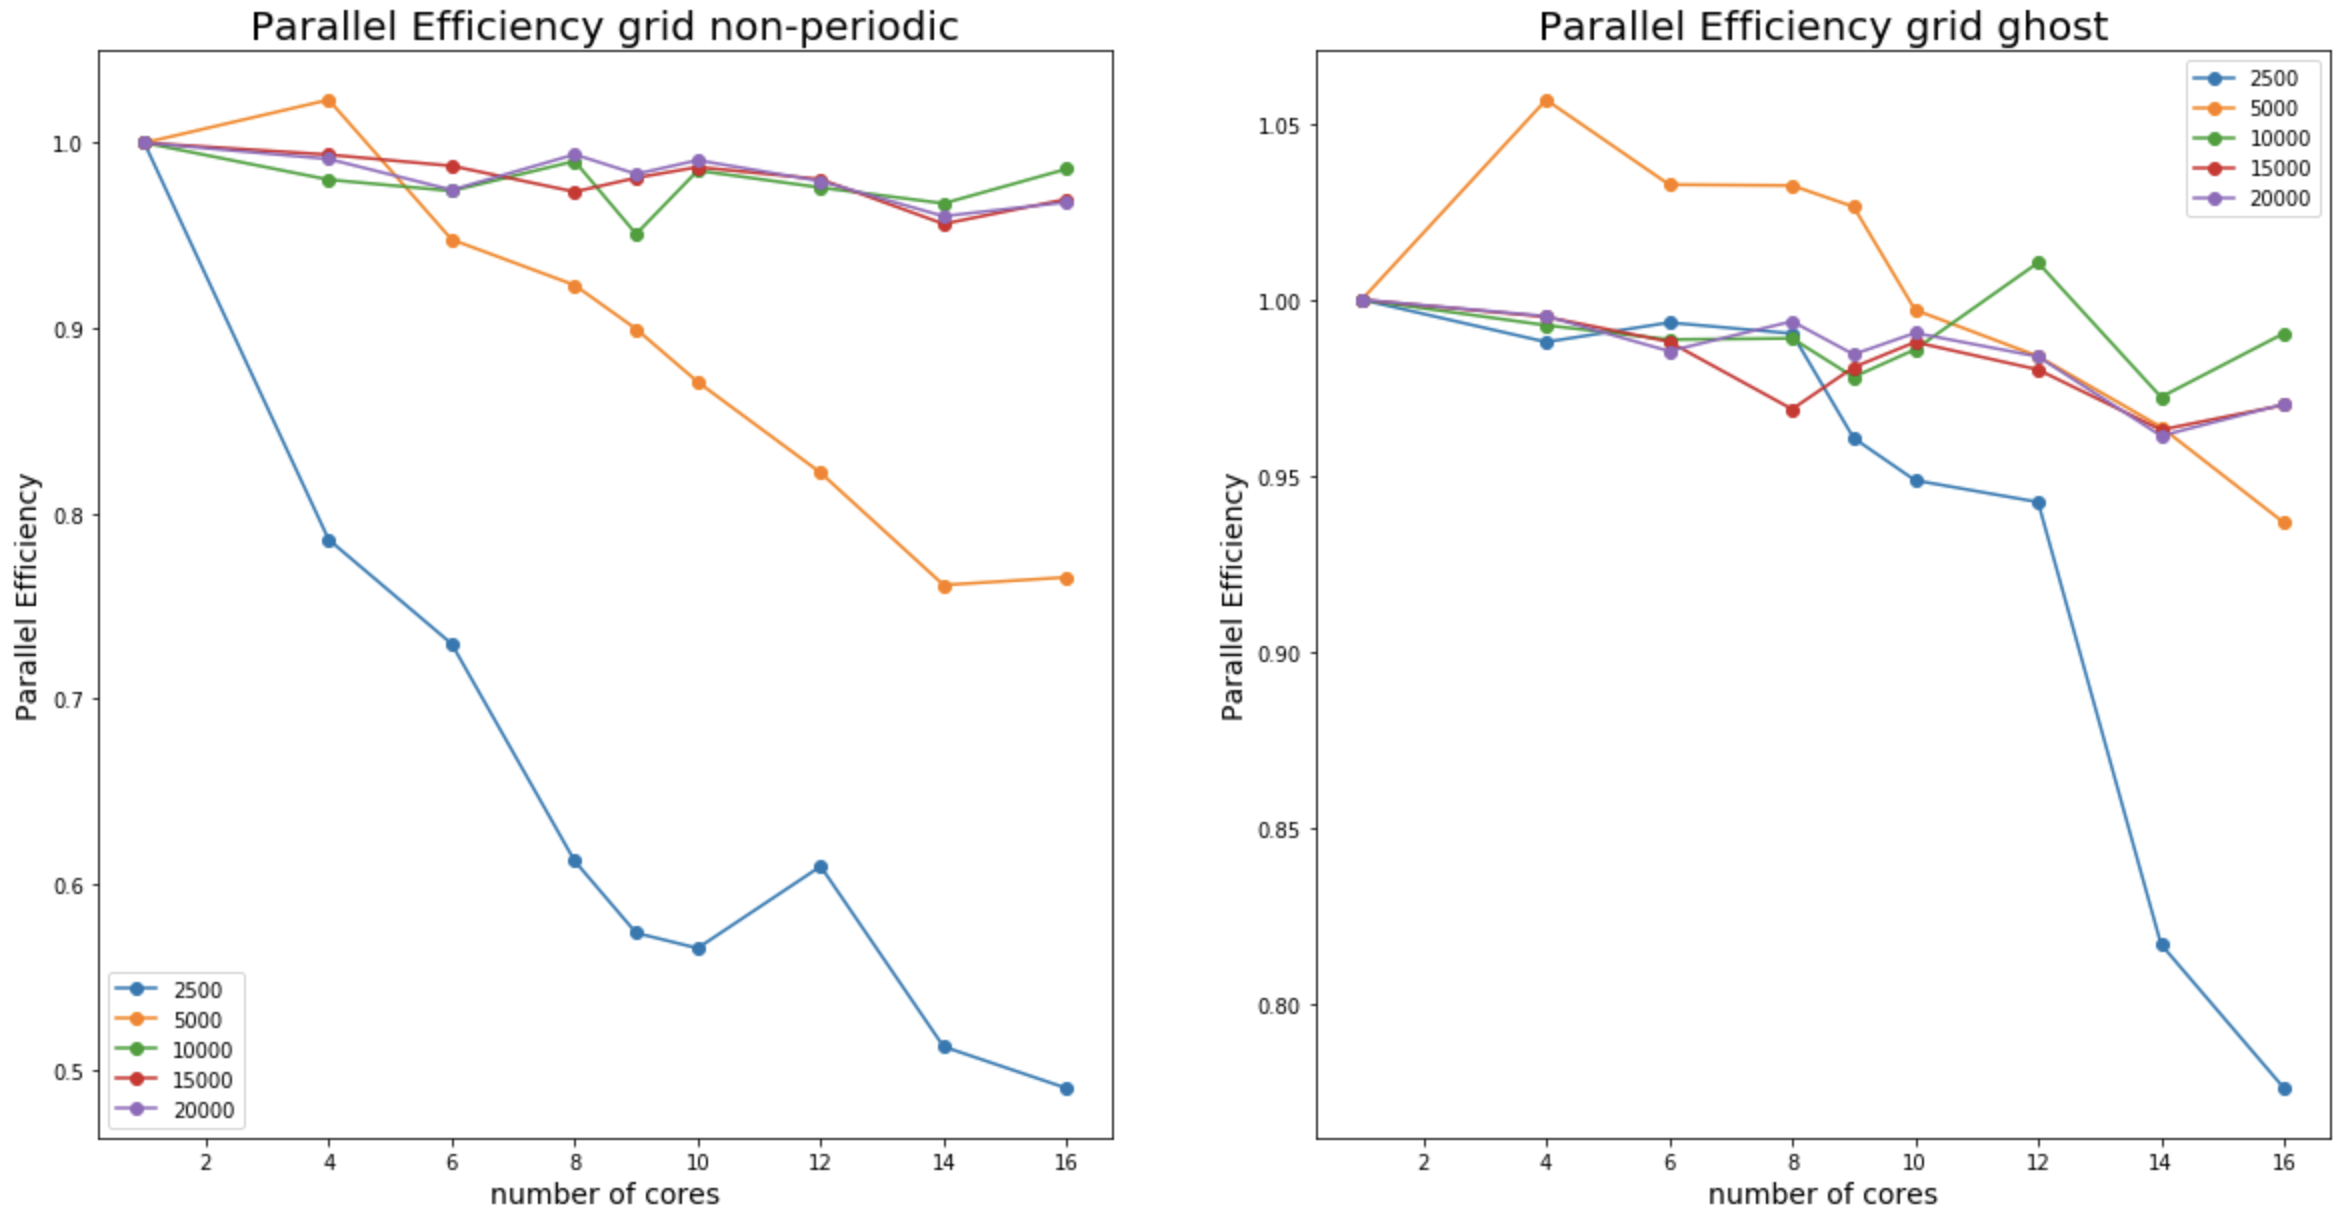 Parallel Efficiency grid non-periodic
1.0
0.9
0.8
0.7
0.6
0.5
Parallel Efficiency
2500
5000
10000
15000
20000
2 4 6 8 10 12 14 16
number of cores
Parallel Efficiency grid ghost
1.05
1.00
0.95
0.90
0.85
0.80
Parallel Efficiency
2500
5000
10000
15000
20000
2 4 6 8 10 12 14 16
number of cores